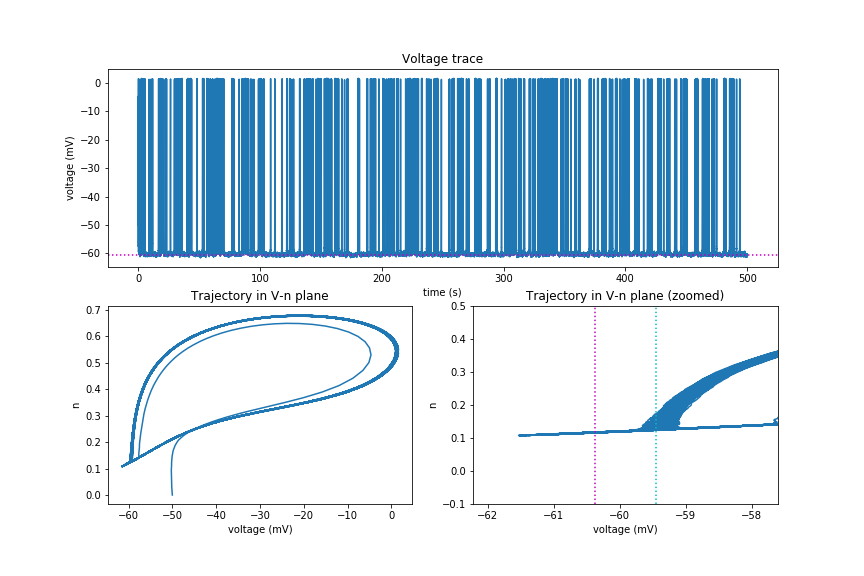 Voltage trace
voltage (mV)
0
−10
−20
−30
−40
−50
−60
0 100 200 300 400 500
time (s)
Trajectory in V-n plane
n
0.7
0.6
0.5
0.4
0.3
0.2
0.1
0.0
−60 −50 −40 −30 −20 −10 0
voltage (mV)
Trajectory in V-n plane (zoomed)
n
0.5
0.4
0.3
0.2
0.1
0.0
−0.1
−62 −61 −60 −59 −58
voltage (mV)